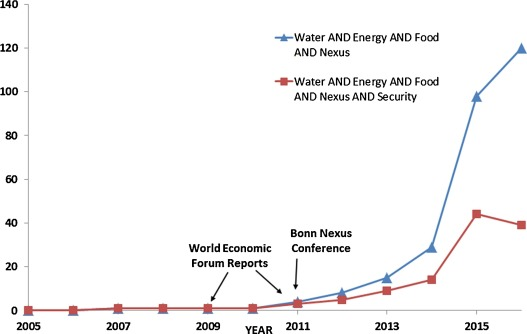 140
120
100
80
60
40
20
0
Water AND Energy AND Food
AND Nexus
Water AND Energy AND Food
AND Nexus AND Security
World Economic
Forum Reports
Bonn Nexus
Conference
2005
2007
2009
2011
2013
2015
YEAR